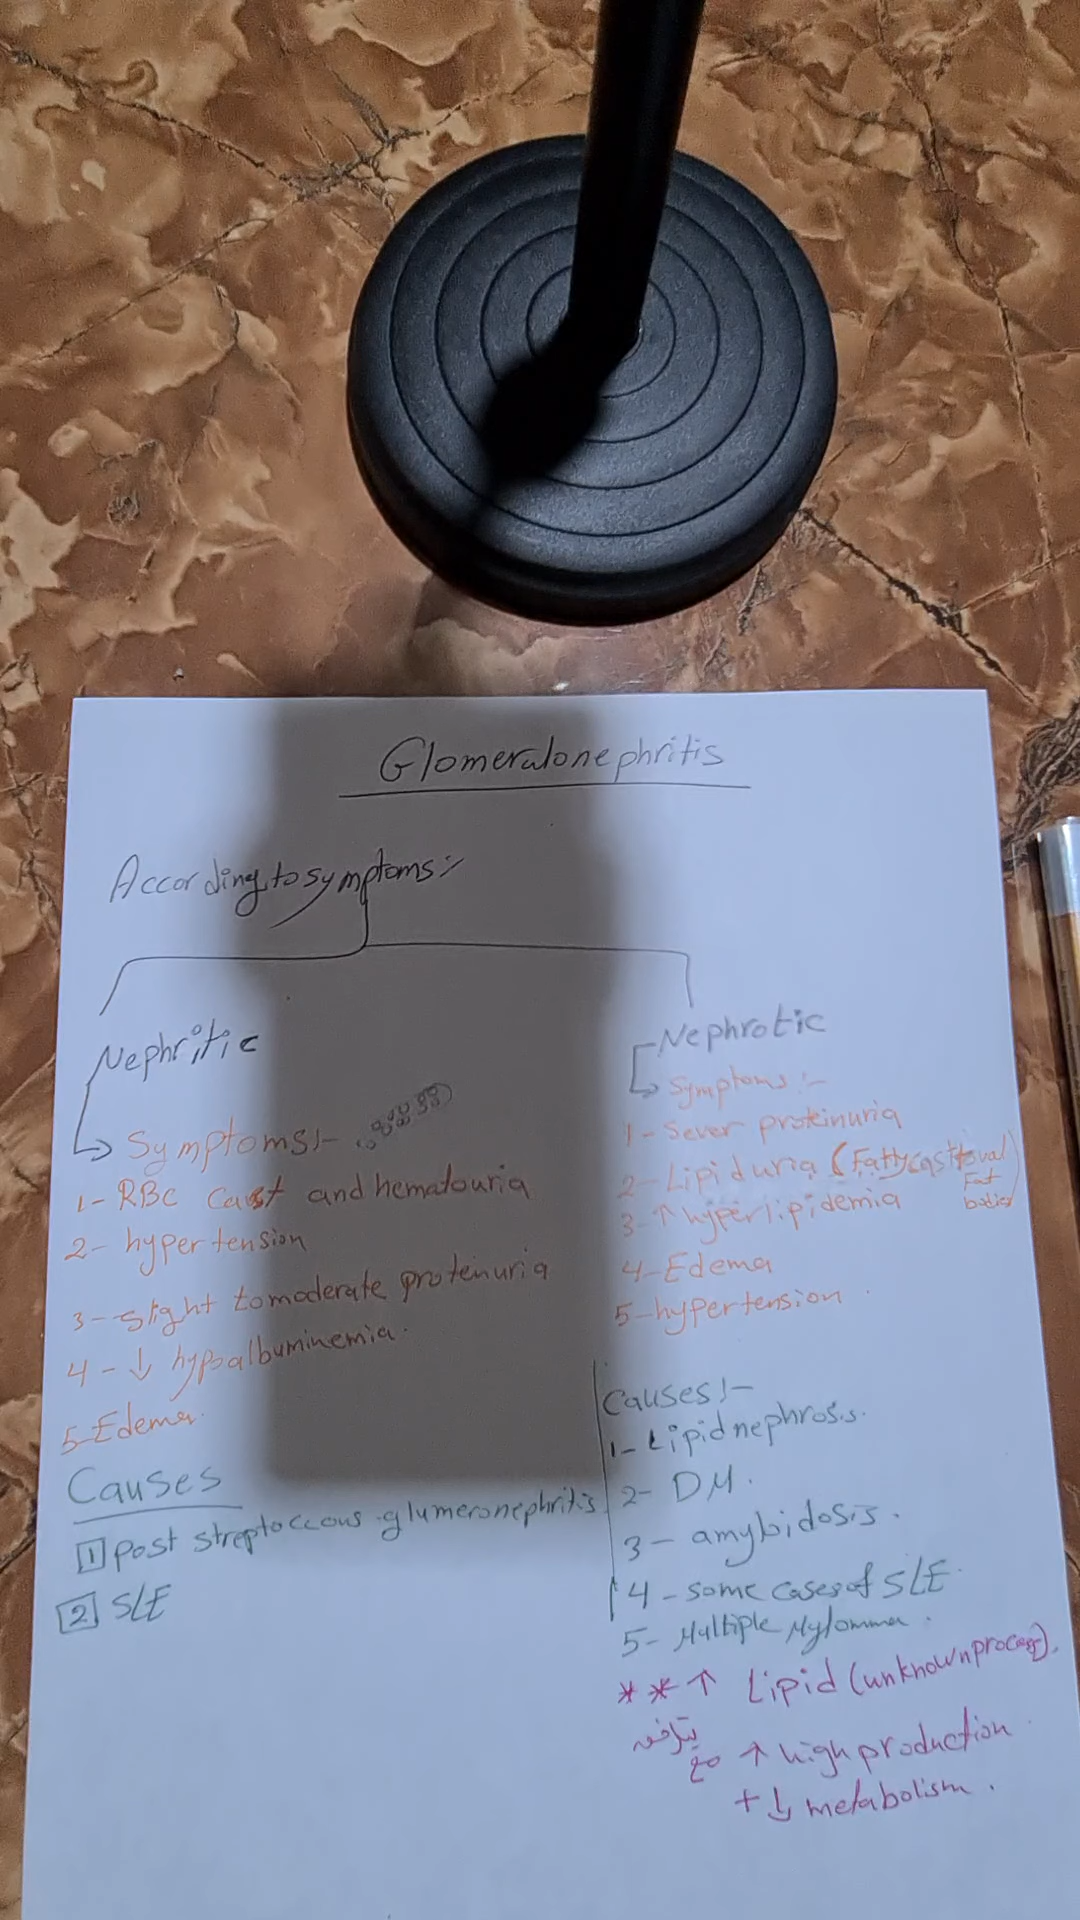 Glomerulonephritis
According to symptoms:-
Nephritic
Symptoms:-
1- RBC Cast and hematouria
2- hypertension
3- slight to moderate protenuria
4- ↓ hypoalbuminemia.
5- Edema.
Causes
1 post streptoccous glumeronephritis
2 SLE
Nephrotic
Symptoms:-
1- Sever proteinuria
2- Lipiduria (Fatty cast + oval
Fat
bodies)
3- ↑ hyperlipidemia
4- Edema
5- hypertension.
Causes:-
1- Lipid nephrosis.
2- DM.
3- amyloidosis.
4- some cases of SLE.
5- Multiple Mylomma.
** ↑ Lipid (unknown process).
يترافق
مع ↑ high production
+ ↓ metabolism.